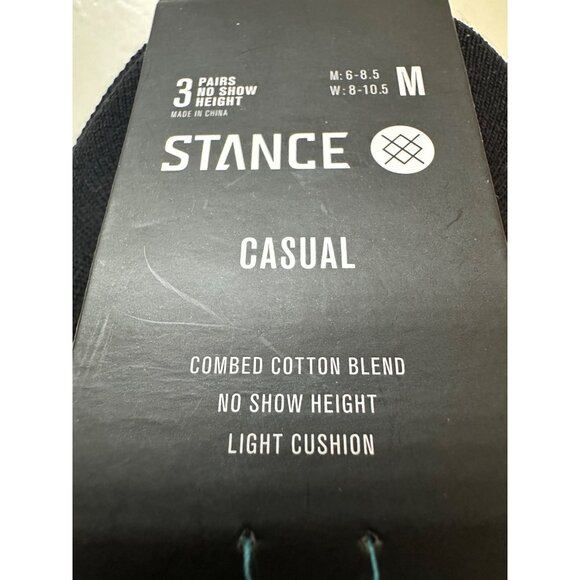 3 PAIRS
NO SHOW
HEIGHT
MADE IN CHINA
M: 6-8.5
W: 8-10.5 M
STANCE
CASUAL
COMBED COTTON BLEND
NO SHOW HEIGHT
LIGHT CUSHION